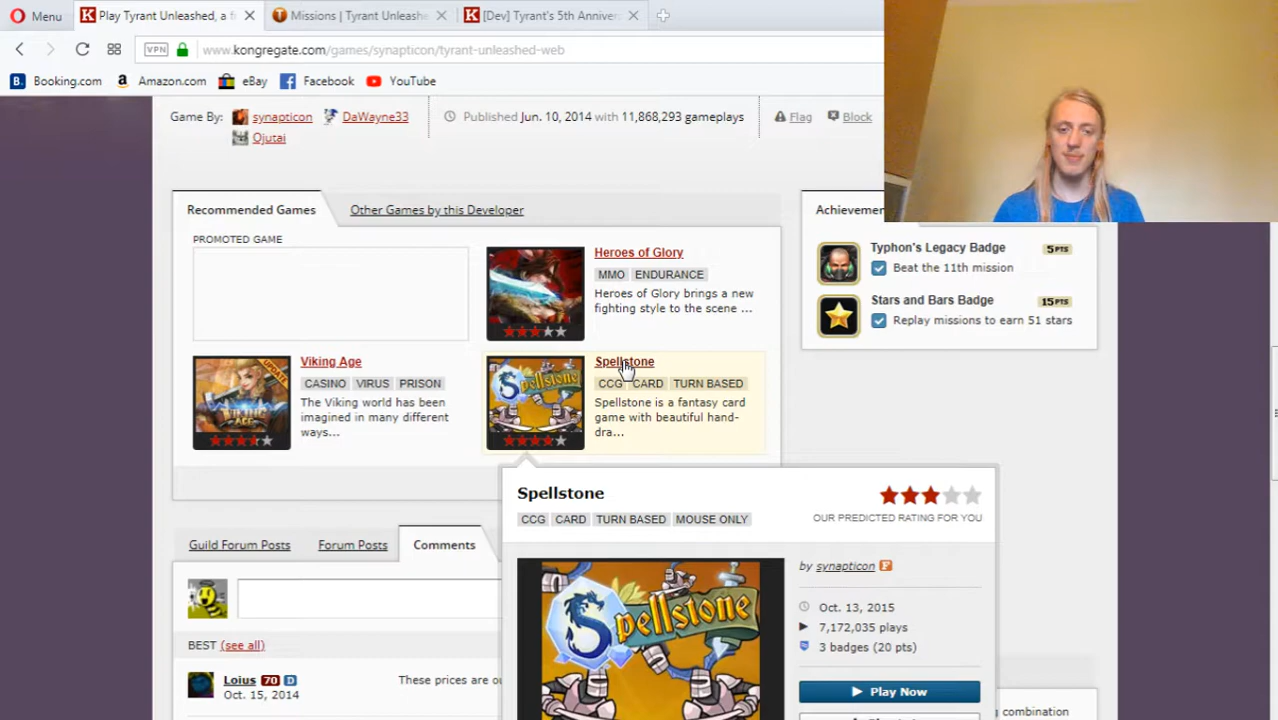 Menu
Play Tyrant Unleashed, a f
Missions | Tyrant Unleashe
[Dev] Tyrant's 5th Anniver
VPN
www.kongregate.com/games/synapticon/tyrant-unleashed-web
Booking.com
Amazon.com
eBay
Facebook
YouTube
Game By: synapticon DaWayne33
Ojutai
Published Jun. 10, 2014 with 11,868,293 gameplays
Flag
Block
Recommended Games
Other Games by this Developer
Achievemen
PROMOTED GAME
Heroes of Glory
MMO ENDURANCE
Heroes of Glory brings a new
fighting style to the scene ...
Typhon's Legacy Badge 5PTS
Beat the 11th mission
Stars and Bars Badge 15PTS
Replay missions to earn 51 stars
UPDATE
VIKING AGE
Viking Age
CASINO VIRUS PRISON
The Viking world has been
imagined in many different
ways...
Spellstone
Spellstone
CCG CARD TURN BASED
Spellstone is a fantasy card
game with beautiful hand-
dra...
Spellstone
CCG CARD TURN BASED MOUSE ONLY
OUR PREDICTED RATING FOR YOU
Spellstone
by synapticon F
Oct. 13, 2015
7,172,035 plays
3 badges (20 pts)
Play Now
Guild Forum Posts
Forum Posts
Comments
BEST (see all)
Loius 70 D
Oct. 15, 2014
These prices are ou
g combination